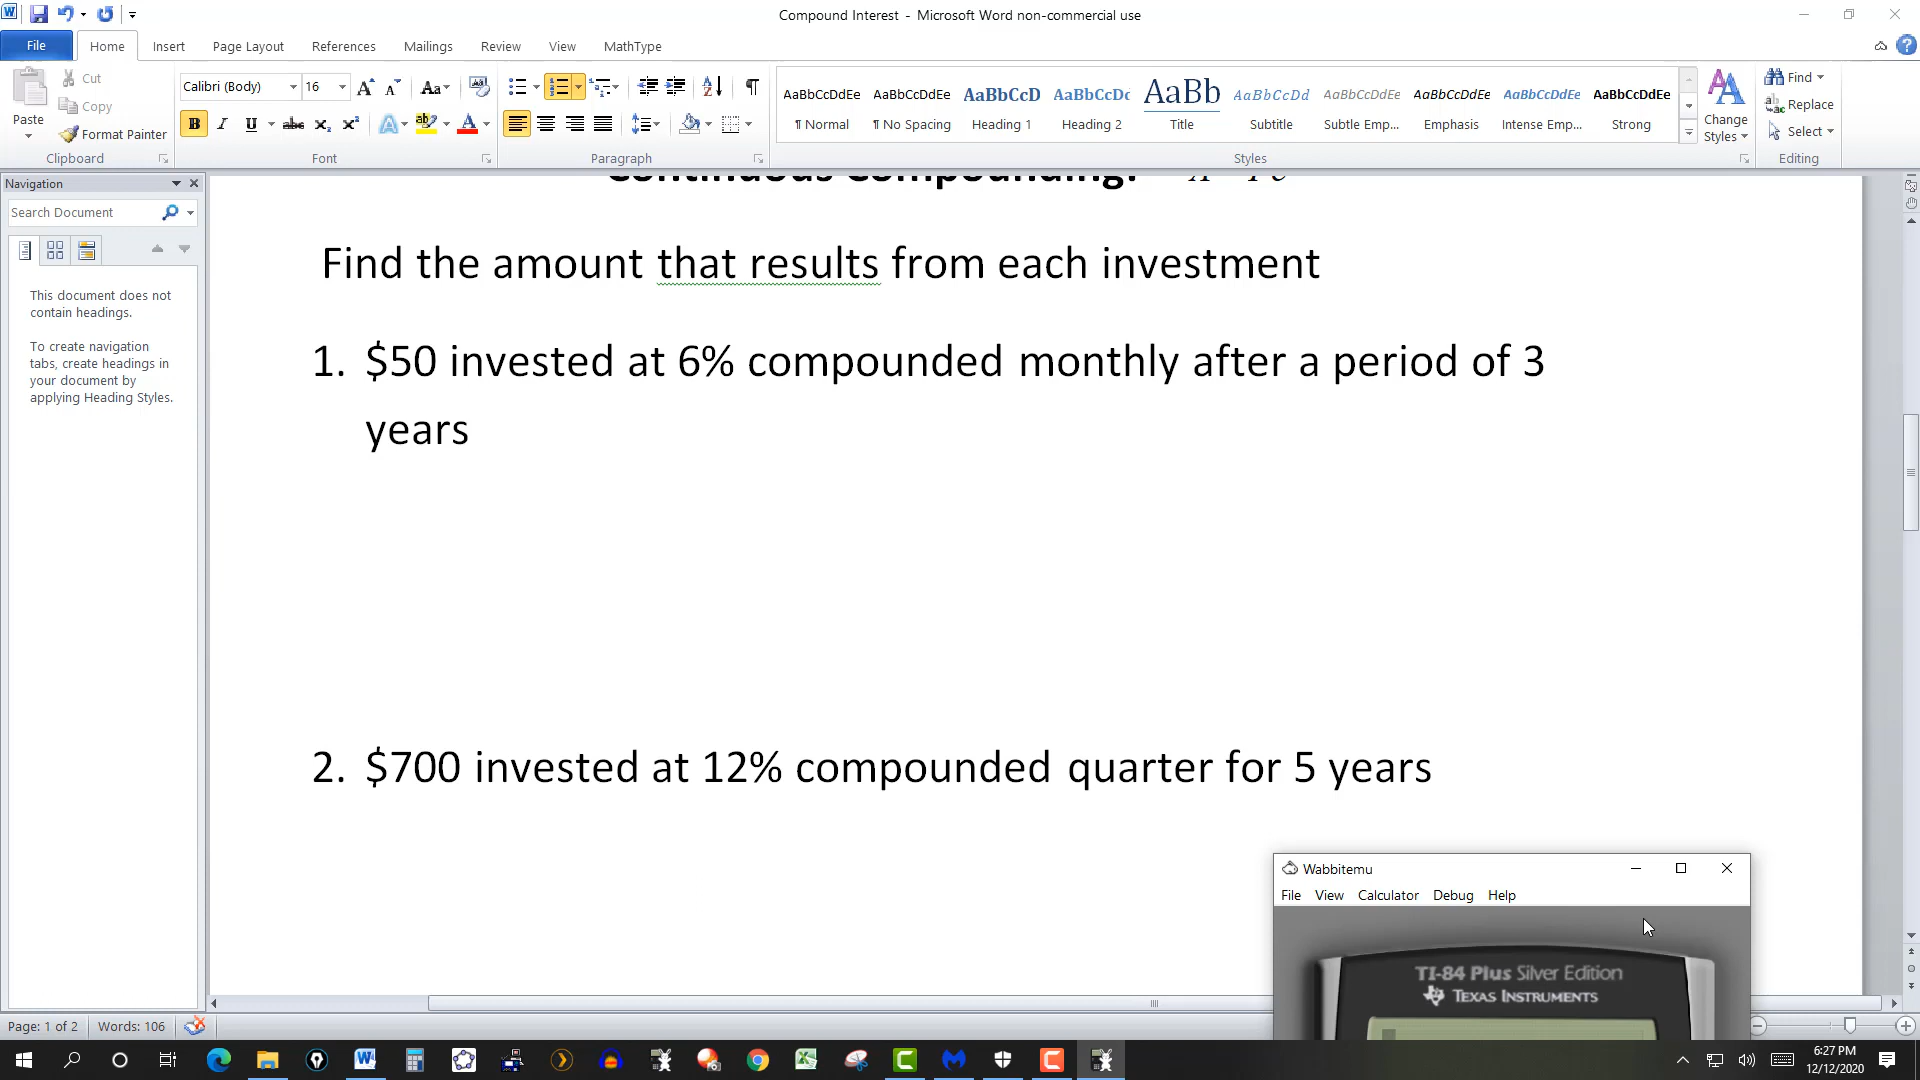 Compound Interest - Microsoft Word non-commercial use
File Home Insert Page Layout References Mailings Review View MathType
Paste
Cut
Copy
Format Painter
Clipboard
Calibri (Body) 16
Font
Paragraph
AaBbCcDdEe AaBbCcDdEe AaBbCcD AaBbCcDc AaBb AaBbCcDd AaBbCcDdEe AaBbCcDdEe AaBbCcDdEe AaBbCcDdEe
¶ Normal ¶ No Spacing Heading 1 Heading 2 Title Subtitle Subtle Emp... Emphasis Intense Emp... Strong
Styles
Change Styles
Find
Replace
Select
Editing
Navigation
Search Document
This document does not
contain headings.
To create navigation
tabs, create headings in
your document by
applying Heading Styles.
Continuous Compounding:
Find the amount that results from each investment
1. $50 invested at 6% compounded monthly after a period of 3
years
2. $700 invested at 12% compounded quarter for 5 years
Wabbitemu
File View Calculator Debug Help
TI-84 Plus Silver Edition
TEXAS INSTRUMENTS
Page: 1 of 2 Words: 106
6:27 PM
12/12/2020